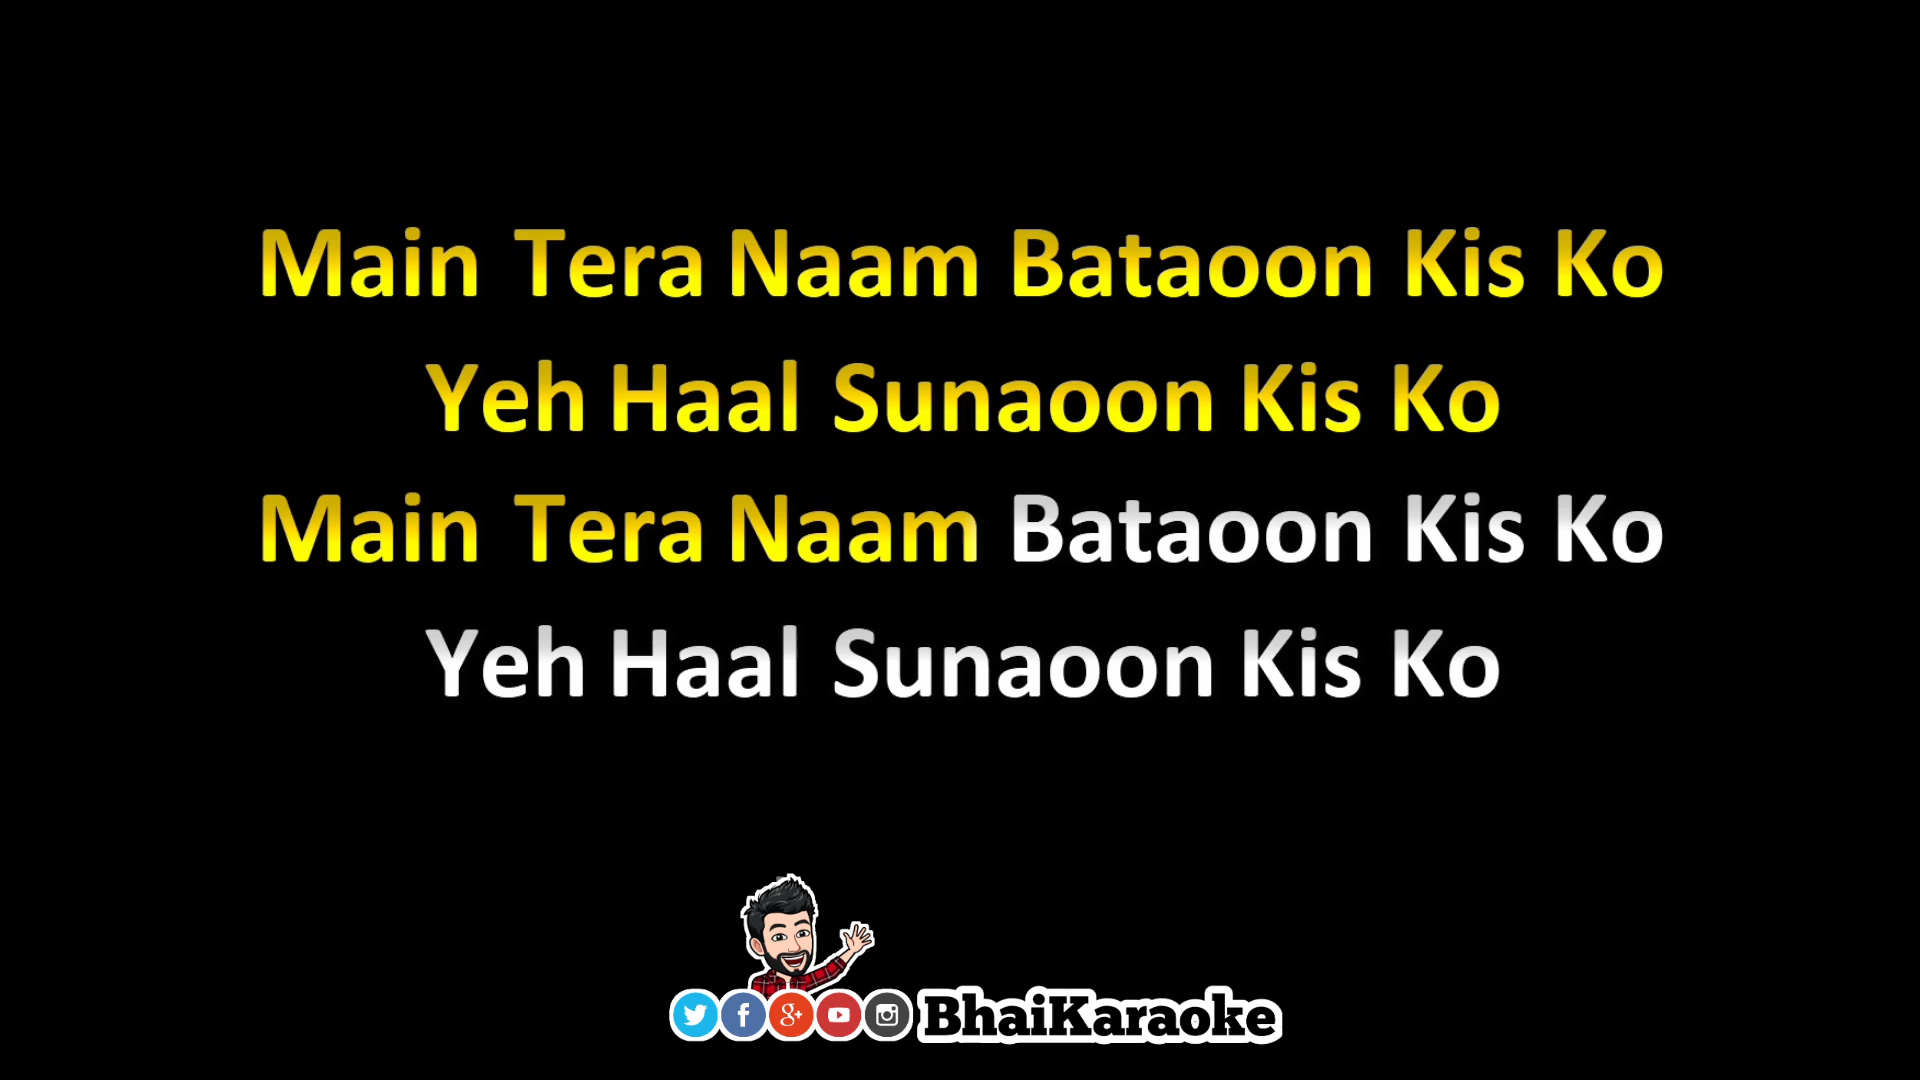 Main Tera Naam Bataoon Kis Ko
Yeh Haal Sunaoon Kis Ko
Main Tera Naam Bataoon Kis Ko
Yeh Haal Sunaoon Kis Ko
BhaiKaraoke